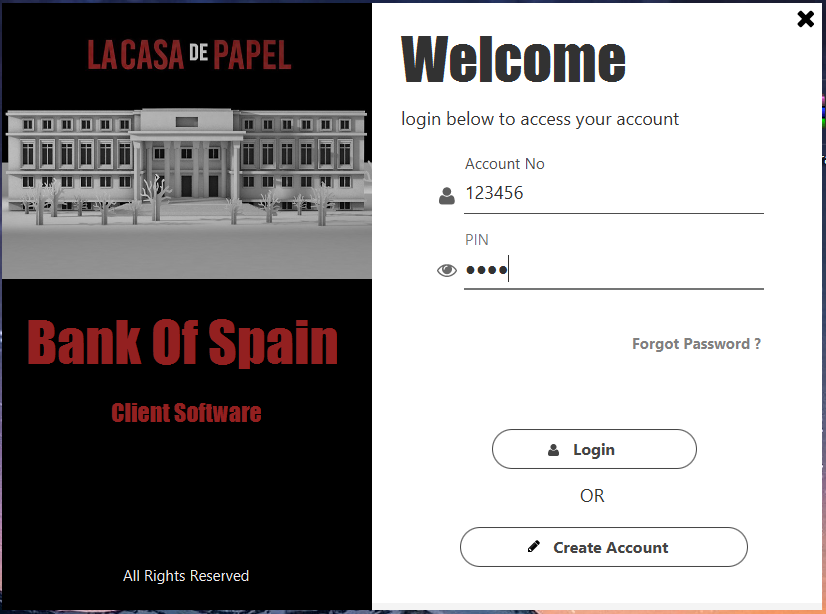 LA CASA DE PAPEL
Bank Of Spain
Client Software
All Rights Reserved
Welcome
login below to access your account
Account No
123456
PIN
••••
Forgot Password ?
Login
OR
Create Account